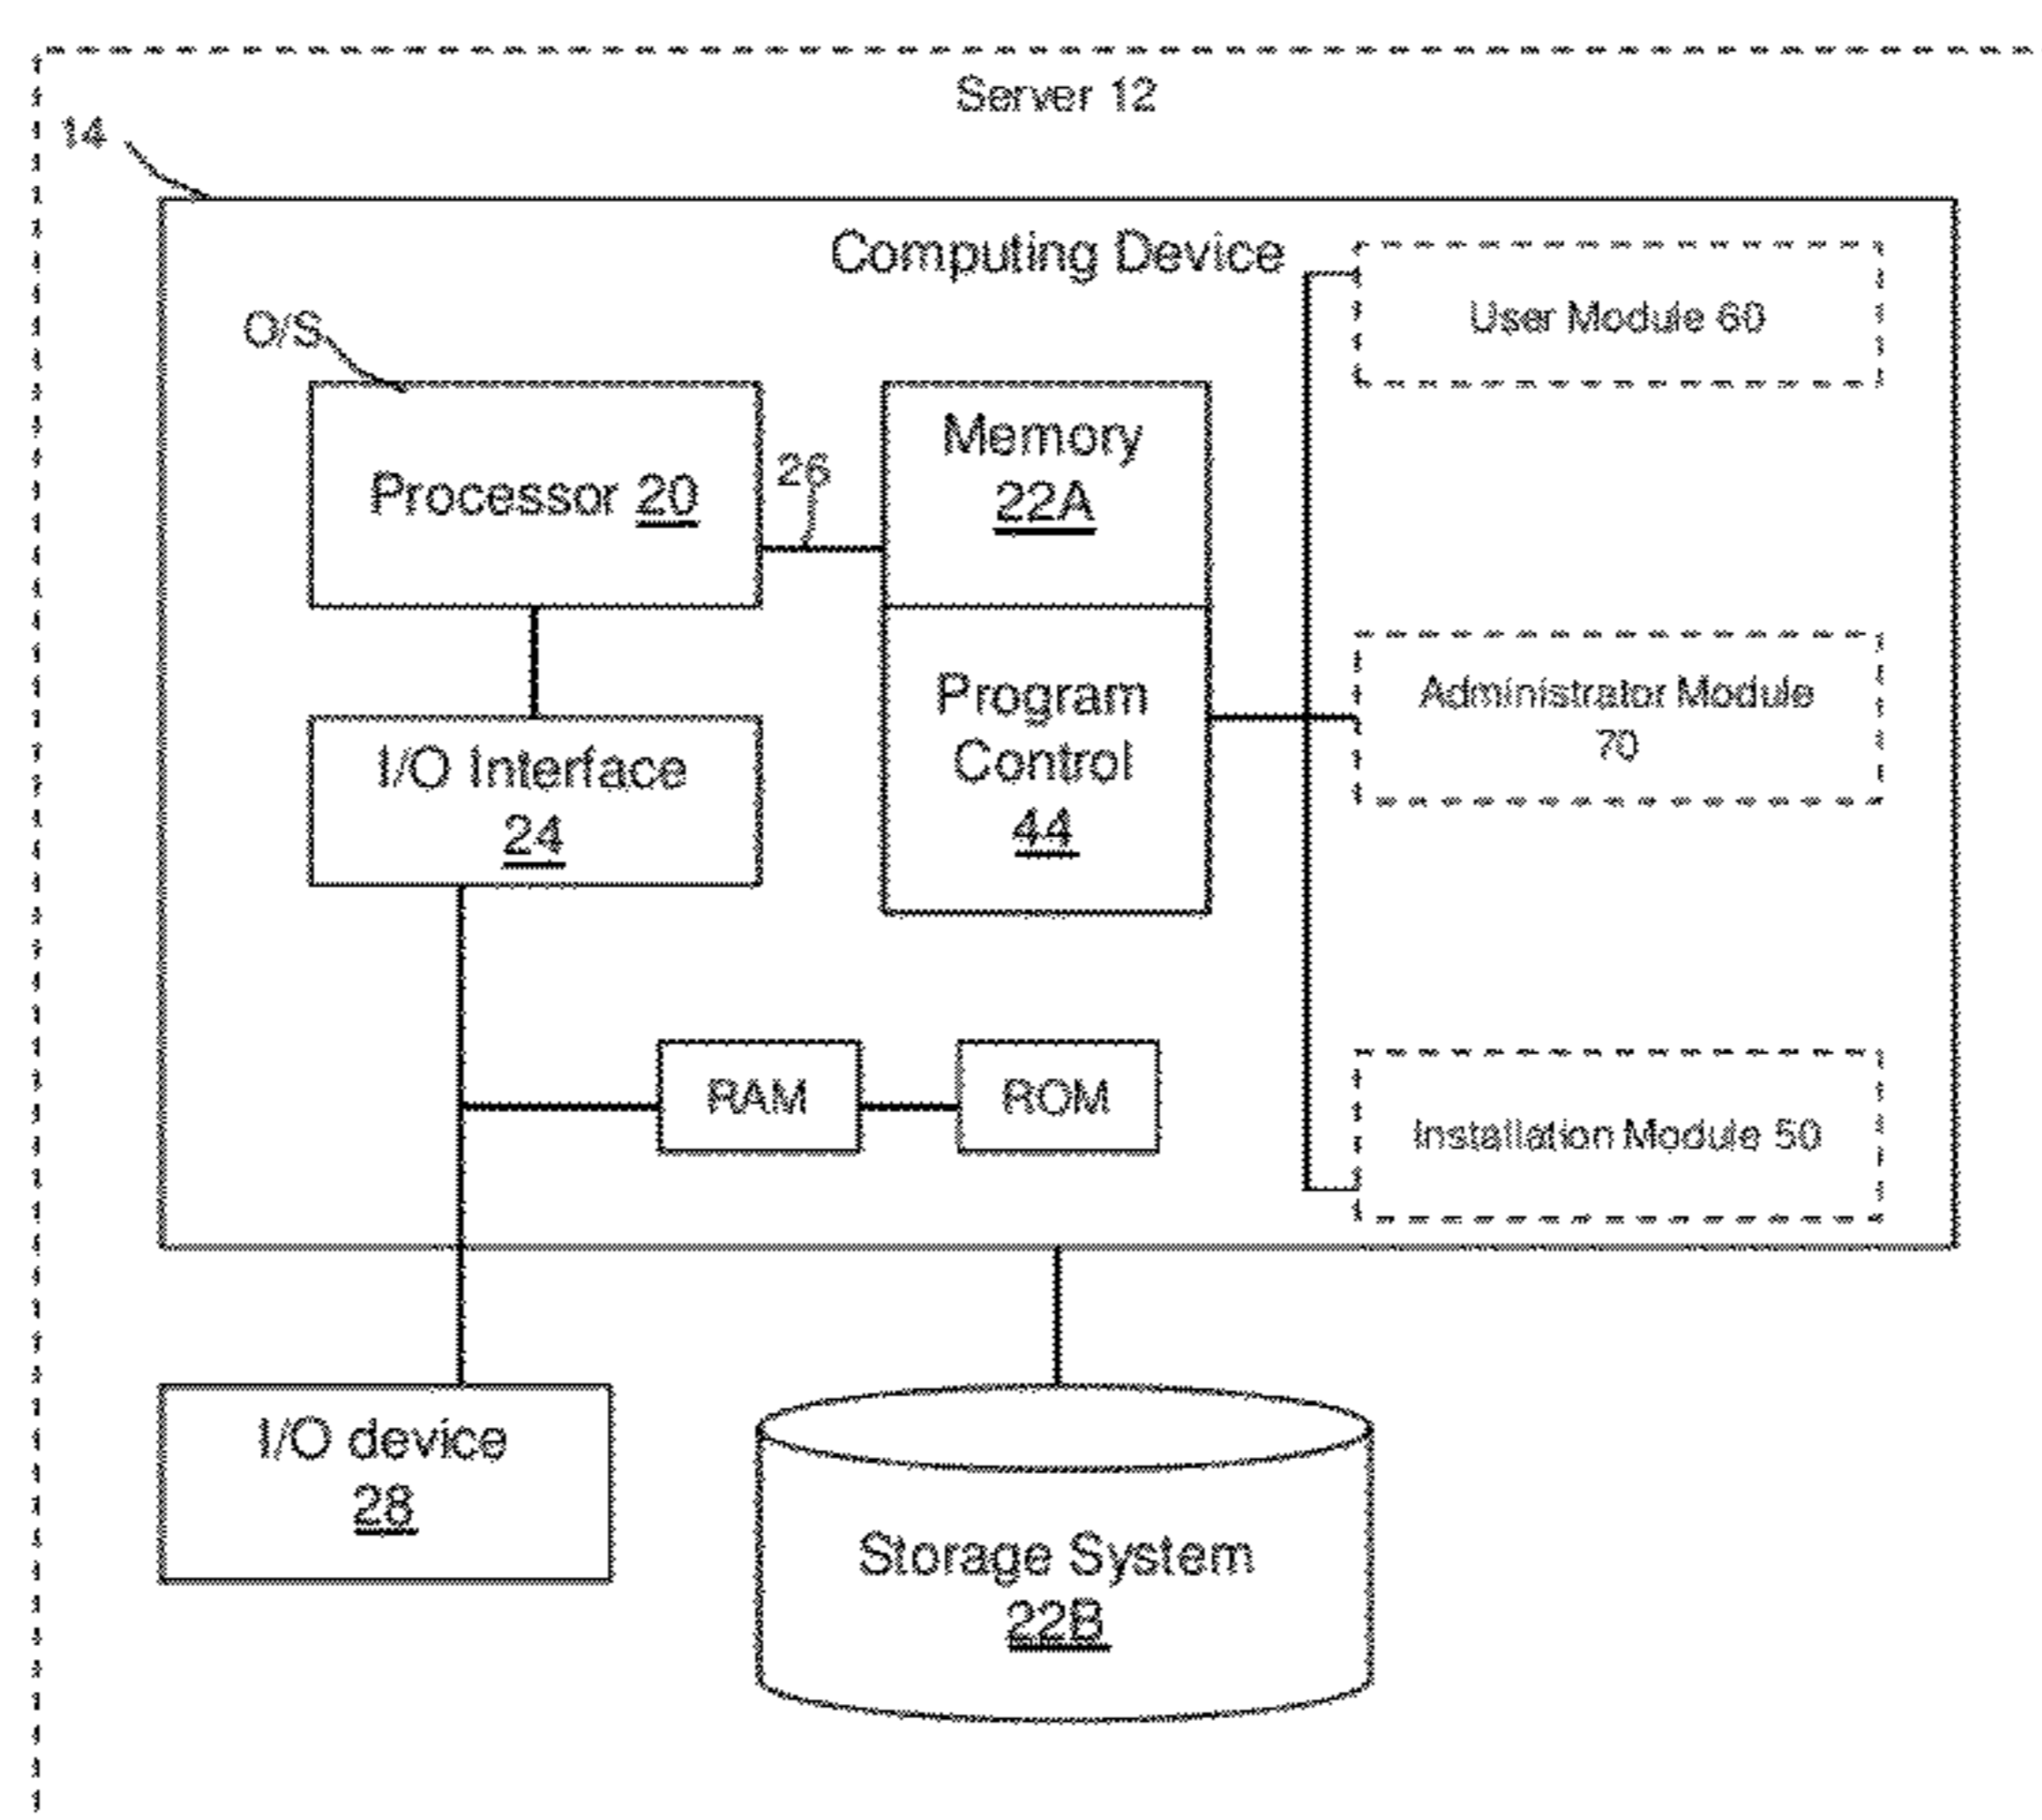 Server 12
14
Computing Device
User Module 60
O/S
Memory
22A
Processor 20
26
Administrator Module
70
Program
Control
44
I/O Interface
24
RAM
ROM
Installation Module 50
I/O device
28
Storage System
22B